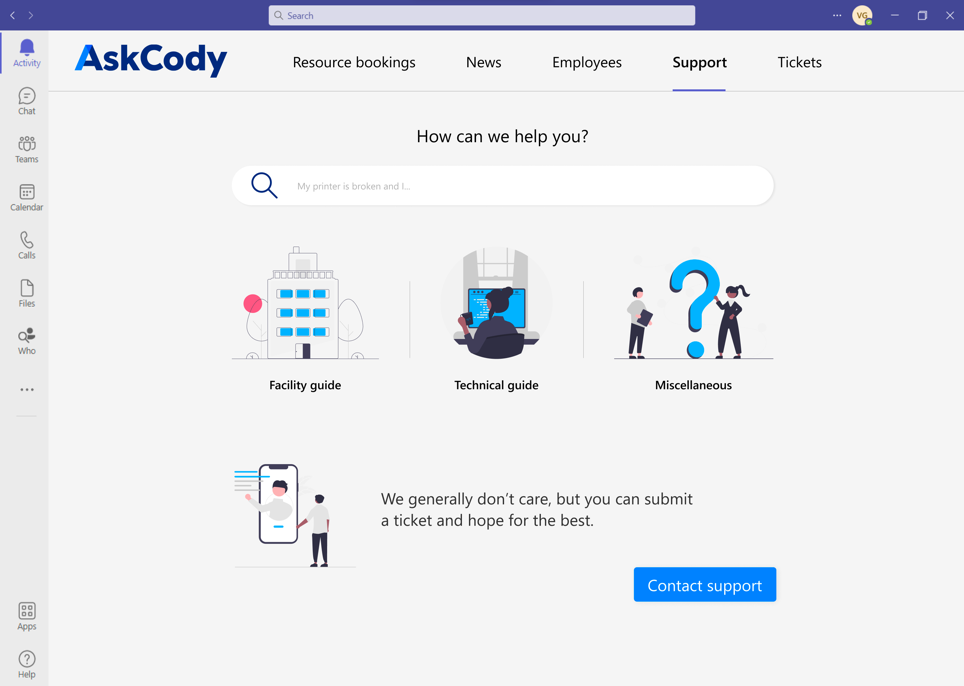 Search
VG
Activity
Chat
Teams
Calendar
Calls
Files
Who
Apps
Help
AskCody
Resource bookings
News
Employees
Support
Tickets
How can we help you?
My printer is broken and I...
Facility guide
Technical guide
Miscellaneous
We generally don’t care, but you can submit
a ticket and hope for the best.
Contact support